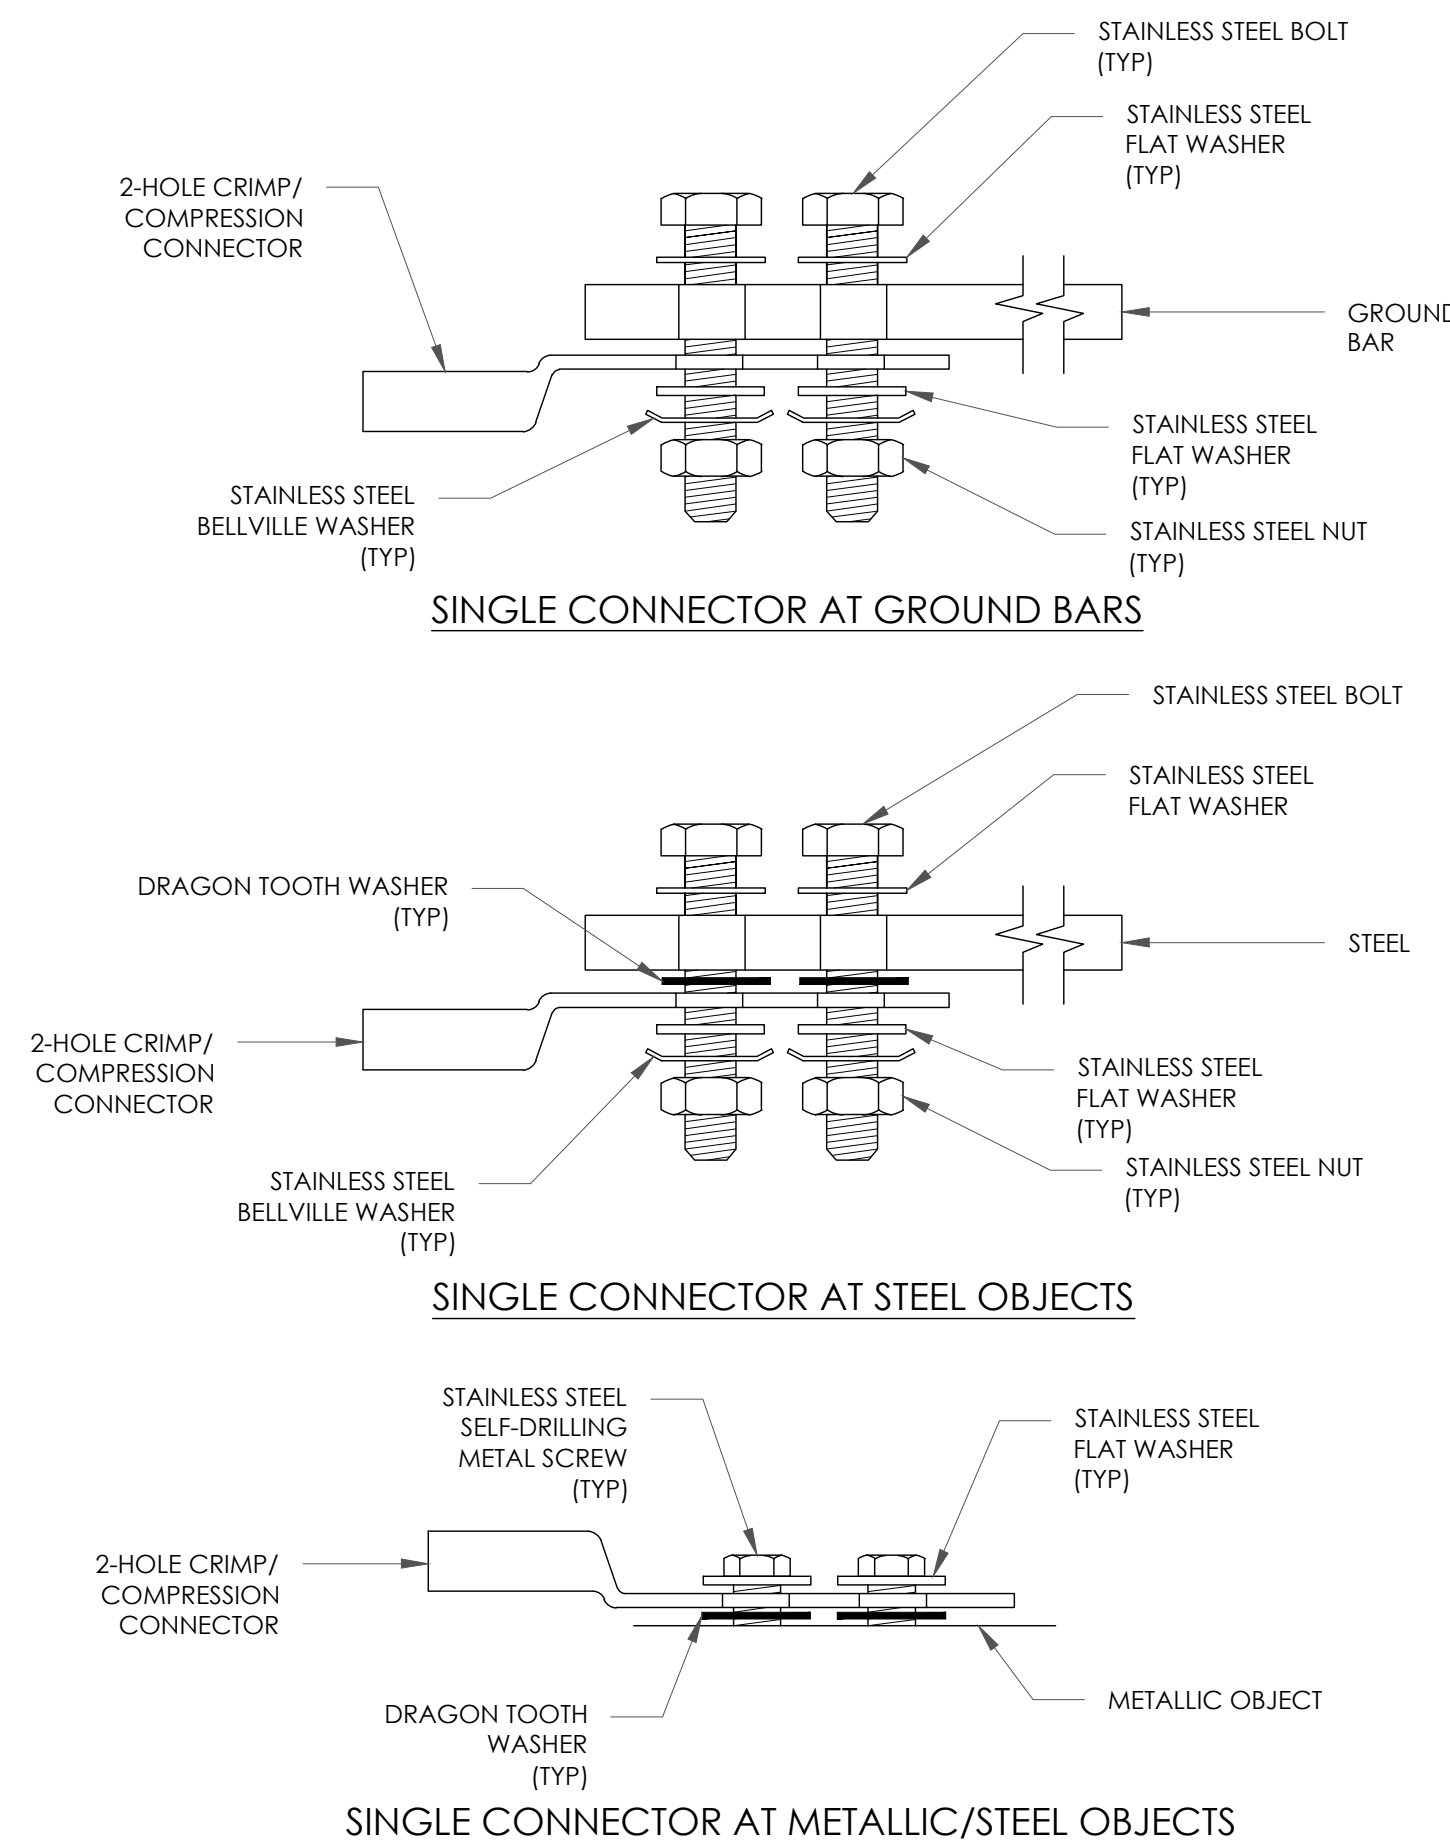 STAINLESS STEEL BOLT
(TYP)
STAINLESS STEEL
FLAT WASHER
(TYP)
2-HOLE CRIMP/
COMPRESSION
CONNECTOR
GROUND
BAR
STAINLESS STEEL
FLAT WASHER
(TYP)
STAINLESS STEEL
BELLVILLE WASHER
(TYP)
STAINLESS STEEL NUT
(TYP)
SINGLE CONNECTOR AT GROUND BARS
STAINLESS STEEL BOLT
STAINLESS STEEL
FLAT WASHER
DRAGON TOOTH WASHER
(TYP)
STEEL
2-HOLE CRIMP/
COMPRESSION
CONNECTOR
STAINLESS STEEL
FLAT WASHER
(TYP)
STAINLESS STEEL NUT
(TYP)
STAINLESS STEEL
BELLVILLE WASHER
(TYP)
SINGLE CONNECTOR AT STEEL OBJECTS
STAINLESS STEEL
SELF-DRILLING
METAL SCREW
(TYP)
STAINLESS STEEL
FLAT WASHER
(TYP)
2-HOLE CRIMP/
COMPRESSION
CONNECTOR
METALLIC OBJECT
DRAGON TOOTH
WASHER
(TYP)
SINGLE CONNECTOR AT METALLIC/STEEL OBJECTS